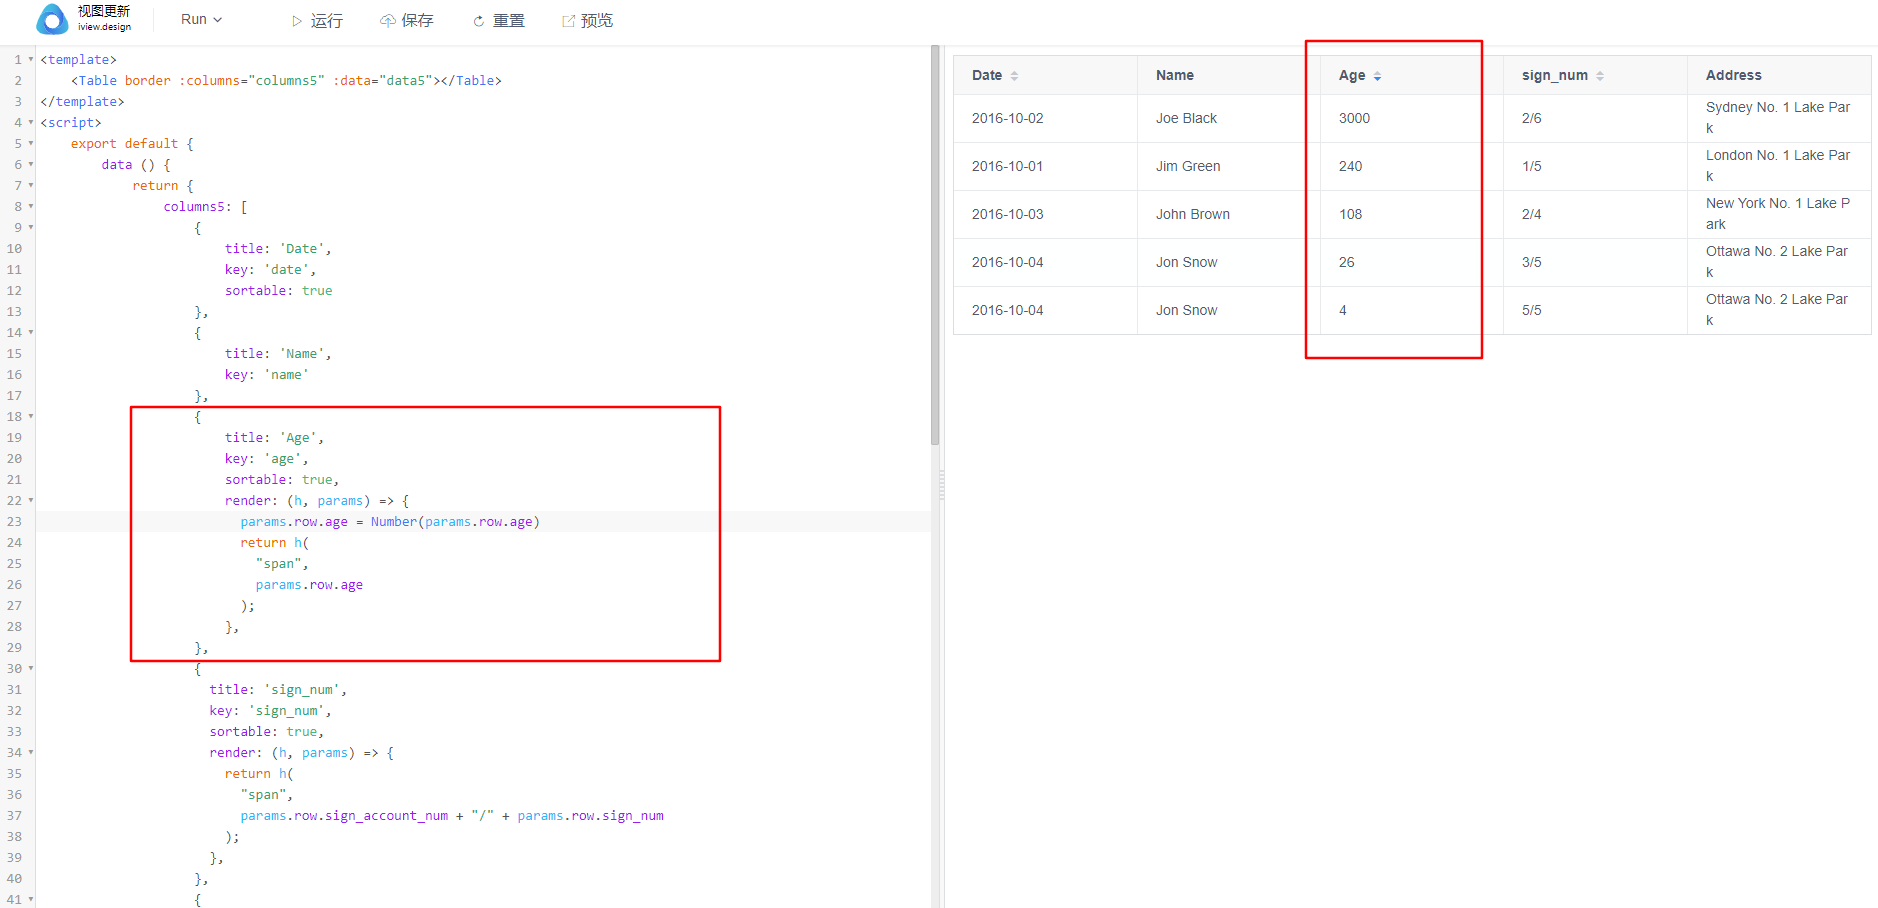 视图更新
iview.design
Run
运行
保存
重置
预览
1 <template>
2 <Table border :columns="columns5" :data="data5"></Table>
3 </template>
4 <script>
5 export default {
6 data () {
7 return {
8 columns5: [
9 {
10 title: 'Date',
11 key: 'date',
12 sortable: true
13 },
14 {
15 title: 'Name',
16 key: 'name'
17 },
18 {
19 title: 'Age',
20 key: 'age',
21 sortable: true,
22 render: (h, params) => {
23 params.row.age = Number(params.row.age)
24 return h(
25 "span",
26 params.row.age
27 );
28 },
29 },
30 {
31 title: 'sign_num',
32 key: 'sign_num',
33 sortable: true,
34 render: (h, params) => {
35 return h(
36 "span",
37 params.row.sign_account_num + "/" + params.row.sign_num
38 );
39 },
40 },
41 {
Date Name Age sign_num Address
2016-10-02 Joe Black 3000 2/6 Sydney No. 1 Lake Par
k
2016-10-01 Jim Green 240 1/5 London No. 1 Lake Par
k
2016-10-03 John Brown 108 2/4 New York No. 1 Lake P
ark
2016-10-04 Jon Snow 26 3/5 Ottawa No. 2 Lake Par
k
2016-10-04 Jon Snow 4 5/5 Ottawa No. 2 Lake Par
k